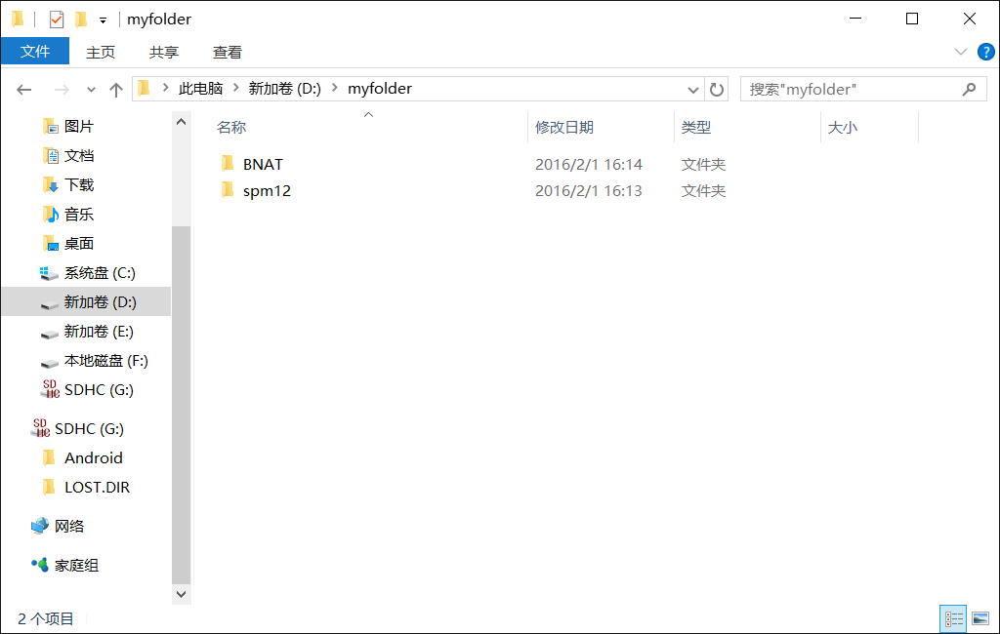 myfolder
文件 主页 共享 查看
此电脑 新加卷 (D:) myfolder 搜索"myfolder"
名称 修改日期 类型 大小
BNAT 2016/2/1 16:14 文件夹
spm12 2016/2/1 16:13 文件夹
图片
文档
下载
音乐
桌面
系统盘 (C:)
新加卷 (D:)
新加卷 (E:)
本地磁盘 (F:)
SDHC (G:)
SDHC (G:)
Android
LOST.DIR
网络
家庭组
2 个项目